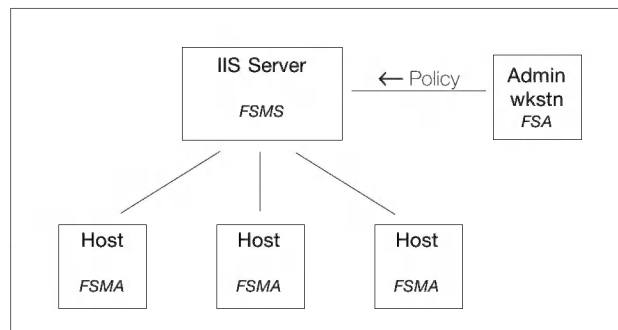 IIS Server
FSMS
← Policy
Admin
wkstn
FSA
Host
FSMA
Host
FSMA
Host
FSMA